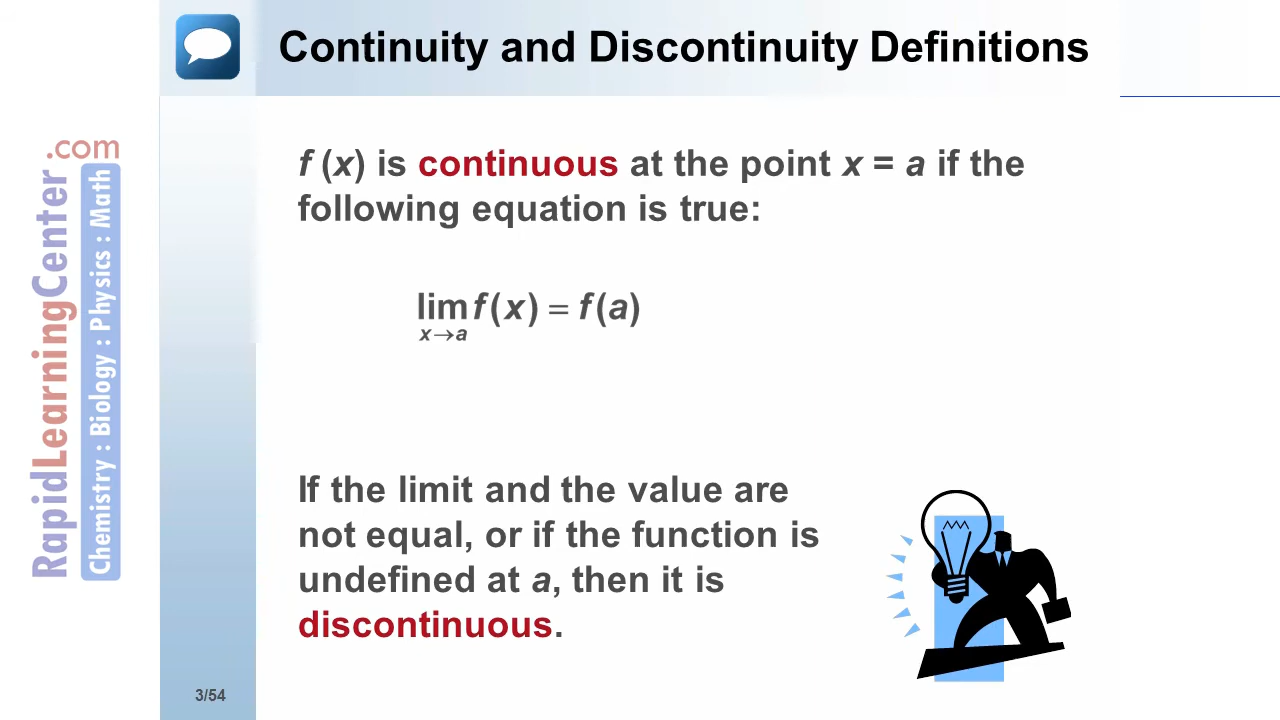 Continuity and Discontinuity Definitions
f (x) is continuous at the point x = a if the
following equation is true:
lim f(x) = f(a)
x→a
If the limit and the value are
not equal, or if the function is
undefined at a, then it is
discontinuous.
RapidLearningCenter.com
Chemistry : Biology : Physics : Math
3/54